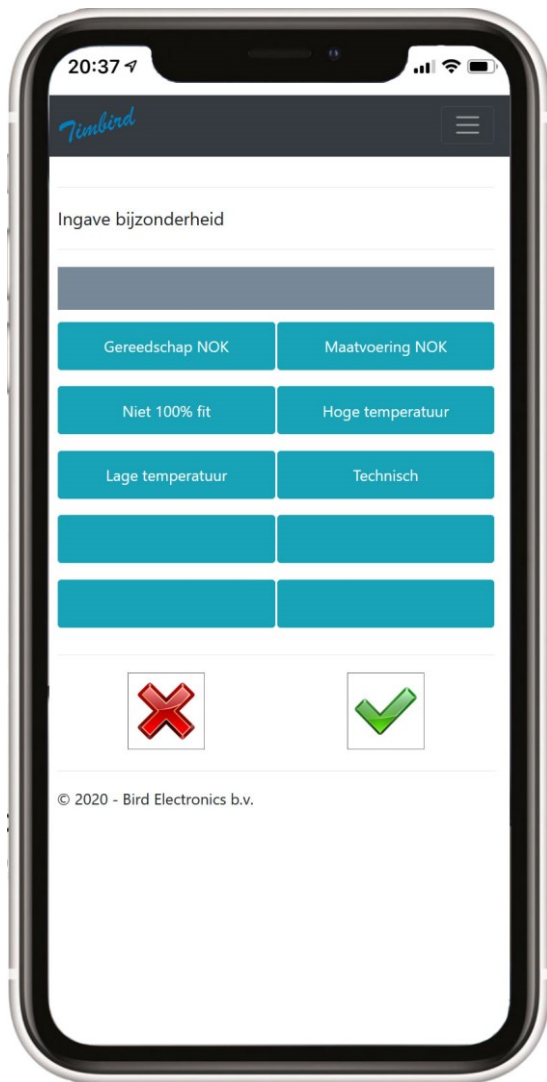 20:37
Timbird
Ingave bijzonderheid
Gereedschap NOK
Maatvoering NOK
Niet 100% fit
Hoge temperatuur
Lage temperatuur
Technisch
© 2020 - Bird Electronics b.v.